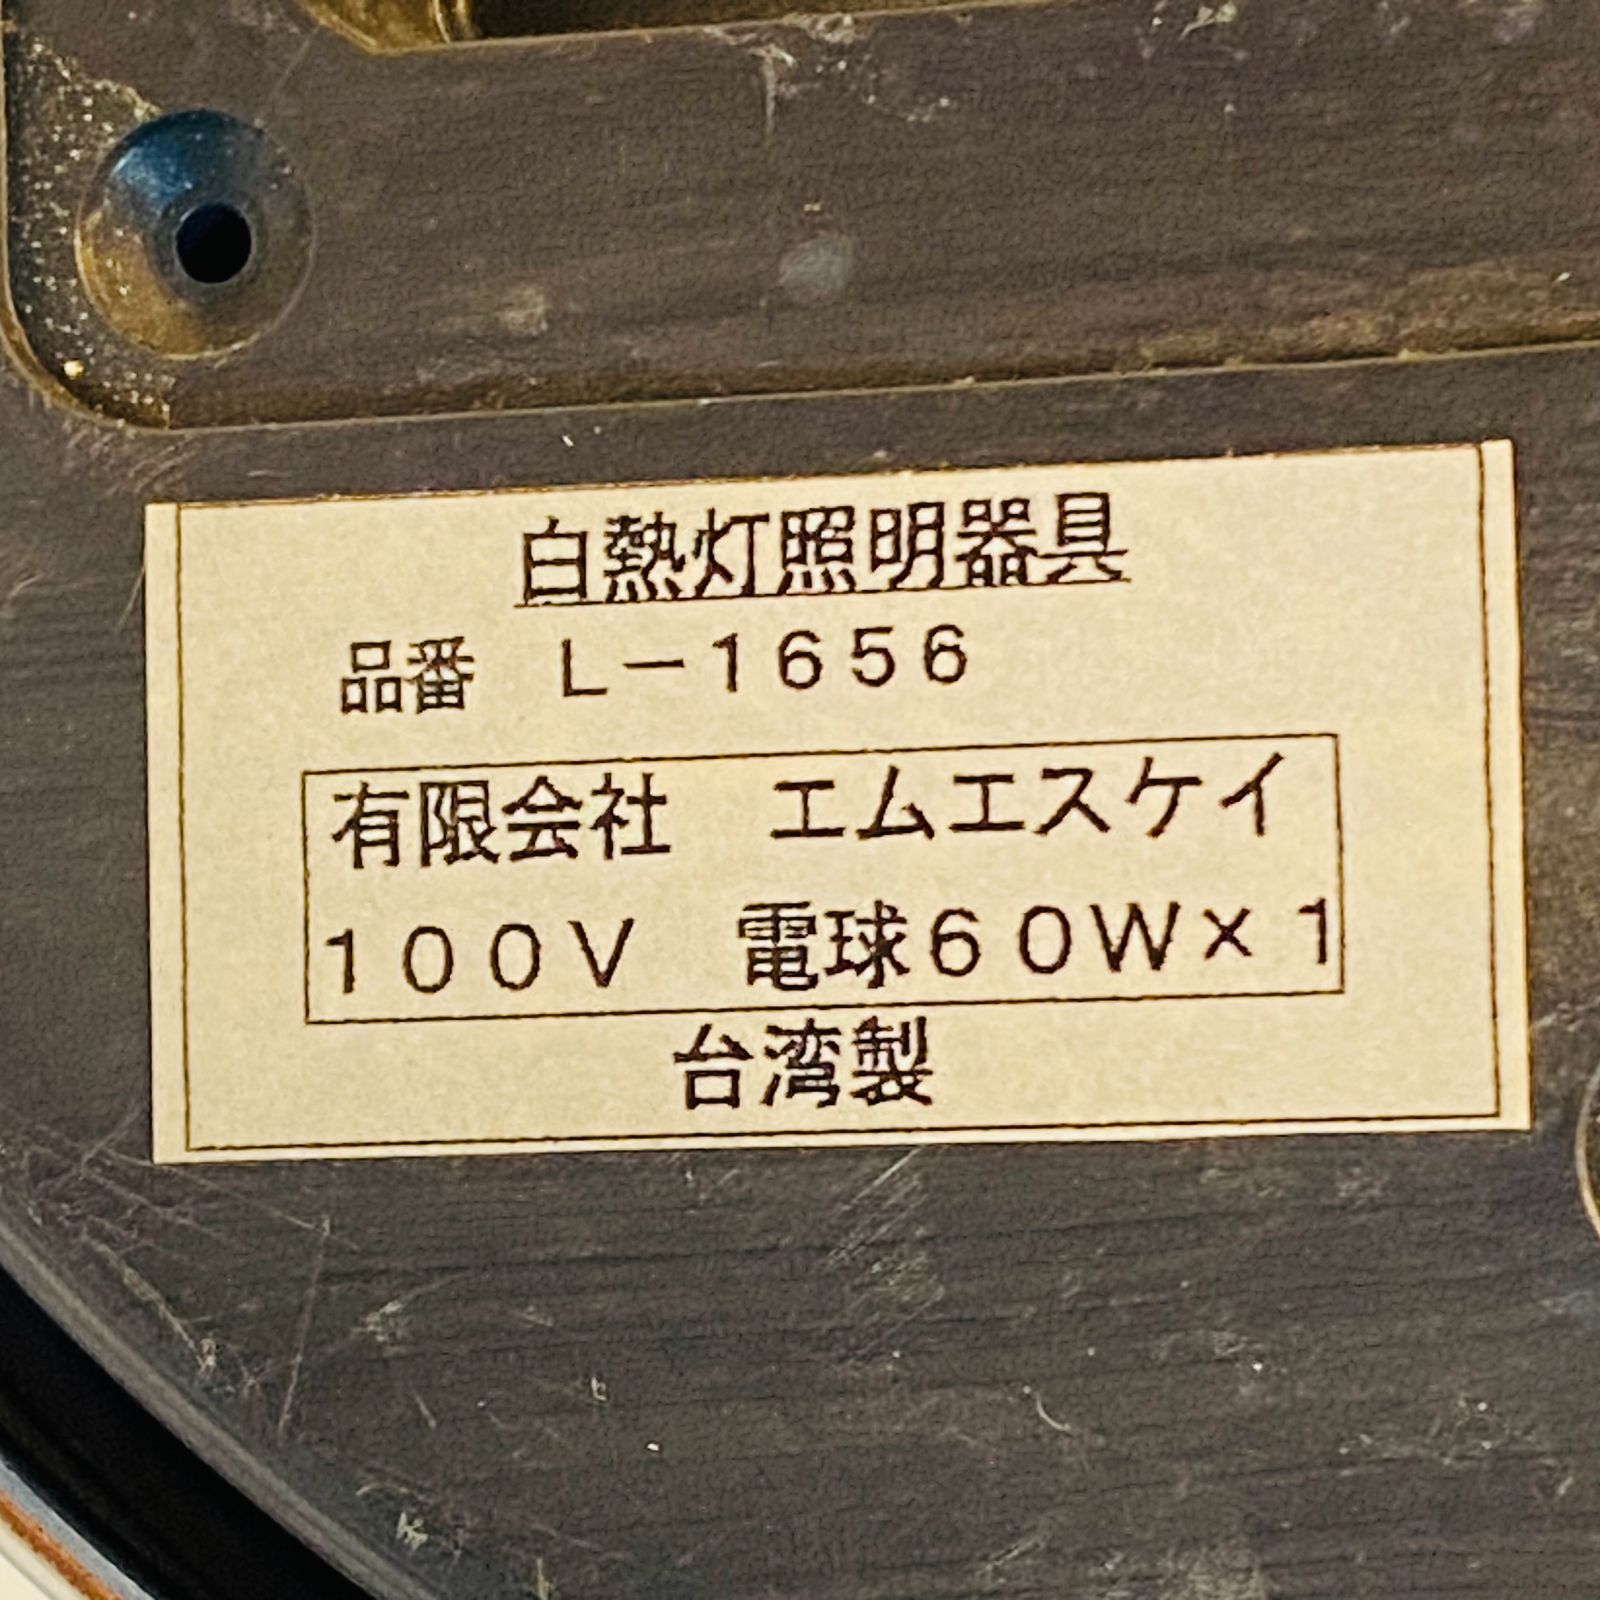 白熱灯照明器具
品番　L−1656
有限会社　エムエスケイ
100V　電球60W×1
台湾製